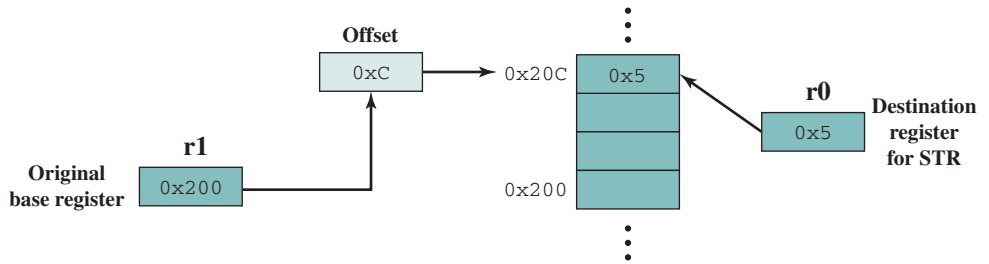 Offset
0xC
0x20C
0x5
r0
0x5
Destination
register
for STR
r1
Original
base register
0x200
0x200